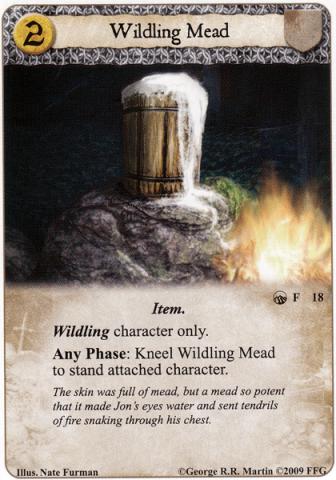 2
Wildling Mead
F 18
Item.
Wildling character only.
Any Phase: Kneel Wildling Mead
to stand attached character.
The skin was full of mead, but a mead so potent
that it made Jon's eyes water and sent tendrils
of fire snaking through his chest.
Illus. Nate Furman
©George R.R. Martin ©2009 FFG